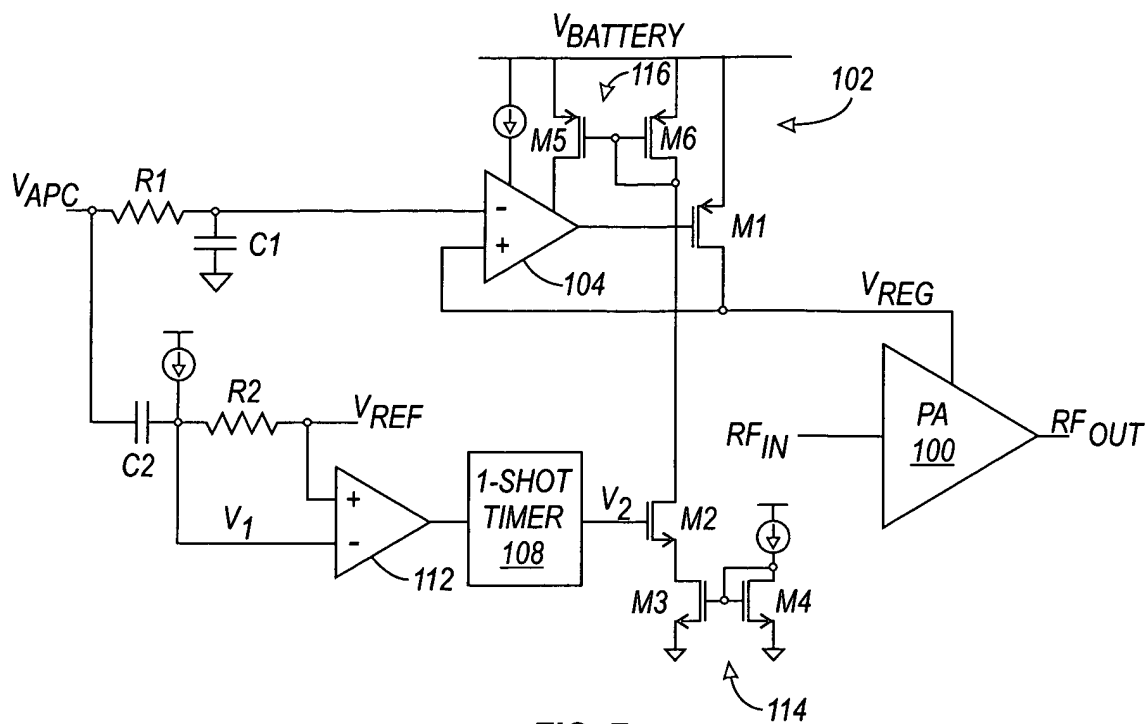 VBATTERY
116
102
M5
M6
VAPC
R1
C1
-
+
104
M1
VREG
R2
VREF
C2
V1
+
-
112
1-SHOT
TIMER
108
V2
M2
M3
M4
114
RFIN
PA
100
RFOUT